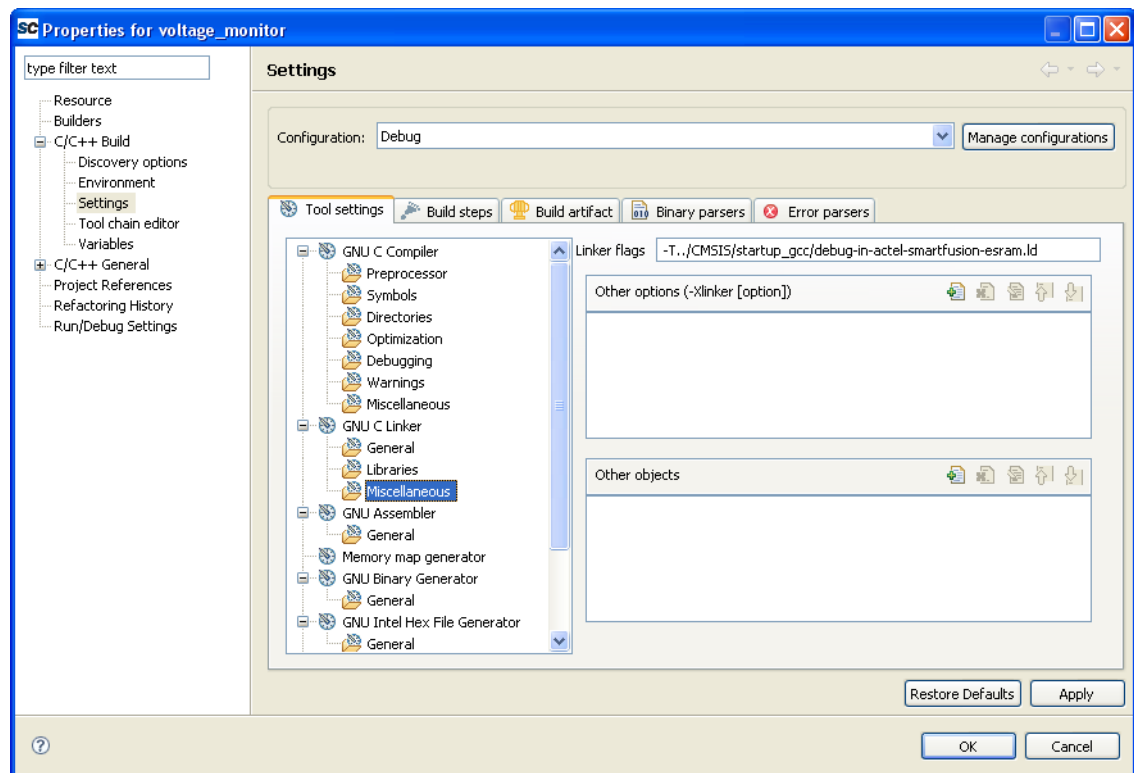 SC Properties for voltage_monitor
type filter text
Resource
Builders
C/C++ Build
Discovery options
Environment
Settings
Tool chain editor
Variables
C/C++ General
Project References
Refactoring History
Run/Debug Settings
Settings
Configuration: Debug Manage configurations
Tool settings Build steps Build artifact 010 Binary parsers Error parsers
GNU C Compiler
Preprocessor
Symbols
Directories
Optimization
Debugging
Warnings
Miscellaneous
GNU C Linker
General
Libraries
Miscellaneous
GNU Assembler
General
Memory map generator
GNU Binary Generator
General
GNU Intel Hex File Generator
General
Linker flags -T../CMSIS/startup_gcc/debug-in-actel-smartfusion-esram.ld
Other options (-Xlinker [option])
Other objects
Restore Defaults Apply
? OK Cancel